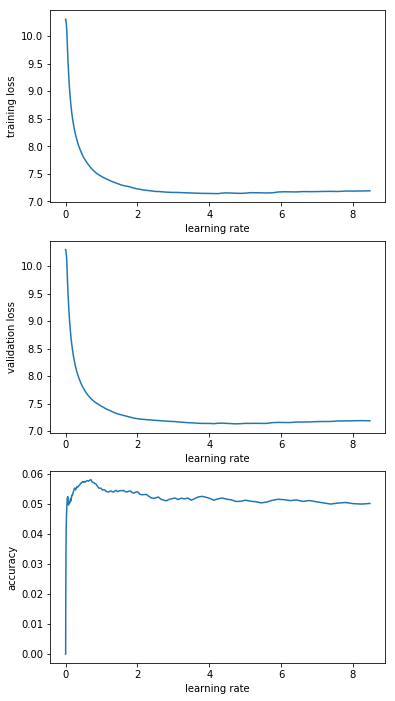 training loss
10.0
9.5
9.0
8.5
8.0
7.5
7.0
0 2 4 6 8
learning rate
validation loss
10.0
9.5
9.0
8.5
8.0
7.5
7.0
0 2 4 6 8
learning rate
accuracy
0.06
0.05
0.04
0.03
0.02
0.01
0.00
0 2 4 6 8
learning rate